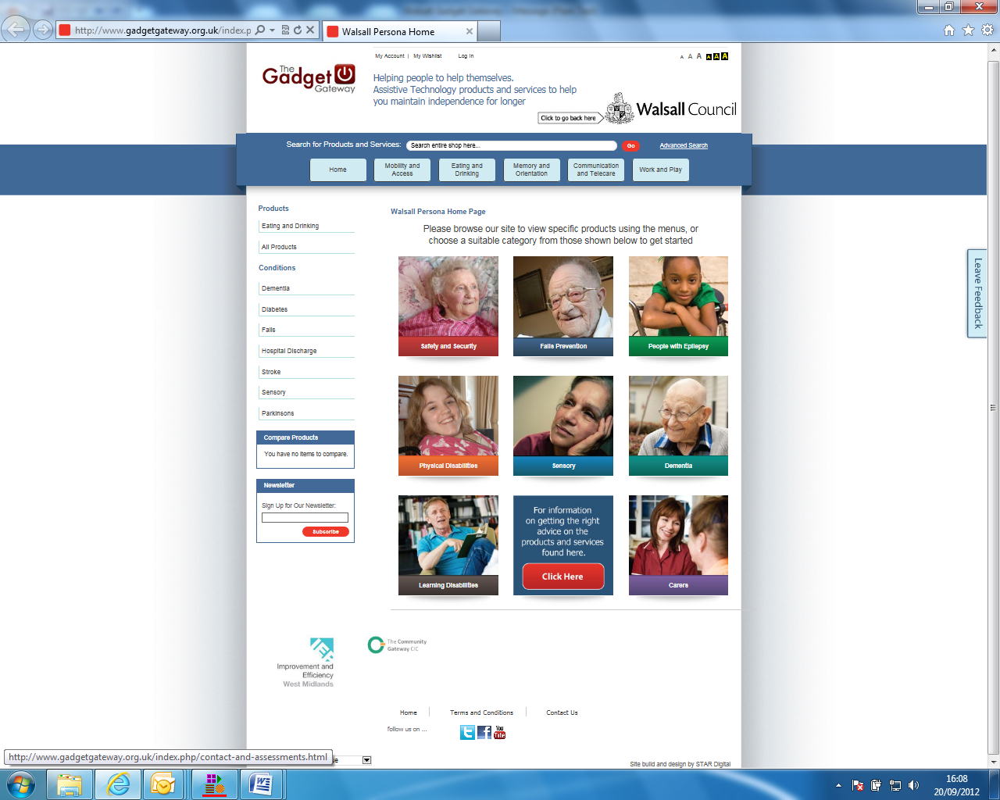 http://www.gadgetgateway.org.uk/index.p
Walsall Persona Home
My Account | My Wishlist Log In
A A A A A A
The
Gadget
Gateway
Helping people to help themselves.
Assistive Technology products and services to help
you maintain independence for longer
Click to go back here
Walsall Council
Search for Products and Services:
Search entire shop here...
Go
Advanced Search
Home
Mobility and
Access
Eating and
Drinking
Memory and
Orientation
Communication
and Telecare
Work and Play
Products
Eating and Drinking
All Products
Conditions
Dementia
Diabetes
Falls
Hospital Discharge
Stroke
Sensory
Parkinsons
Compare Products
You have no items to compare.
Newsletter
Sign Up for Our Newsletter:
Subscribe
Walsall Persona Home Page
Please browse our site to view specific products using the menus, or
choose a suitable category from those shown below to get started
Safety and Security
Falls Prevention
People with Epilepsy
Physical Disabilities
Sensory
Dementia
Learning Disabilities
For information
on getting the right
advice on the
products and services
found here.
Click Here
Carers
Leave Feedback
Improvement and
Efficiency
West Midlands
The Community
Gateway CIC
Home
Terms and Conditions
Contact Us
follow us on ...
You
Tube
http://www.gadgetgateway.org.uk/index.php/contact-and-assessments.html
Site build and design by STAR Digital
16:08
20/09/2012